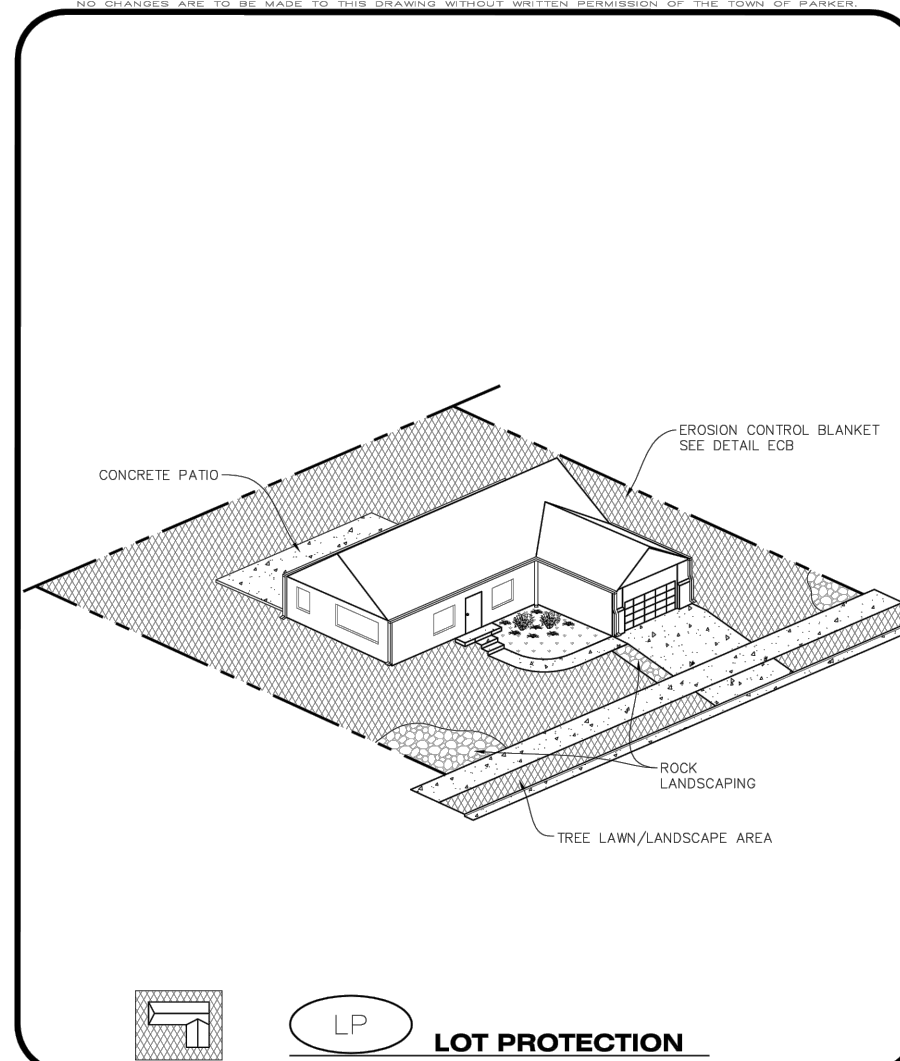 NO CHANGES ARE TO BE MADE TO THIS DRAWING WITHOUT WRITTEN PERMISSION OF THE TOWN OF PARKER.
EROSION CONTROL BLANKET
SEE DETAIL ECB
CONCRETE PATIO
ROCK
LANDSCAPING
TREE LAWN/LANDSCAPE AREA
LP
LOT PROTECTION